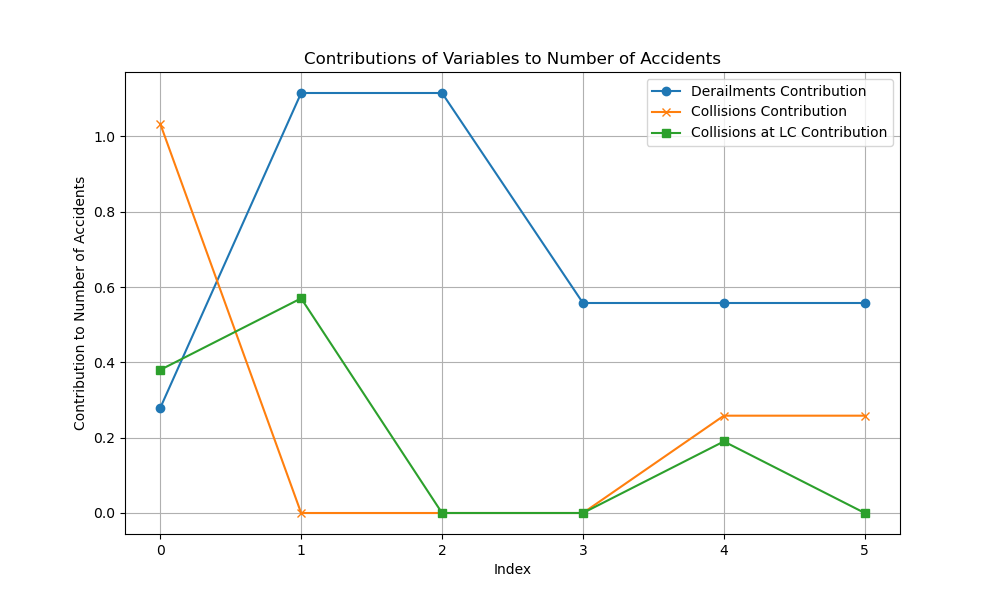 Contributions of Variables to Number of Accidents
Derailments Contribution
Collisions Contribution
Collisions at LC Contribution
Contribution to Number of Accidents
1.0
0.8
0.6
0.4
0.2
0.0
0 1 2 3 4 5
Index